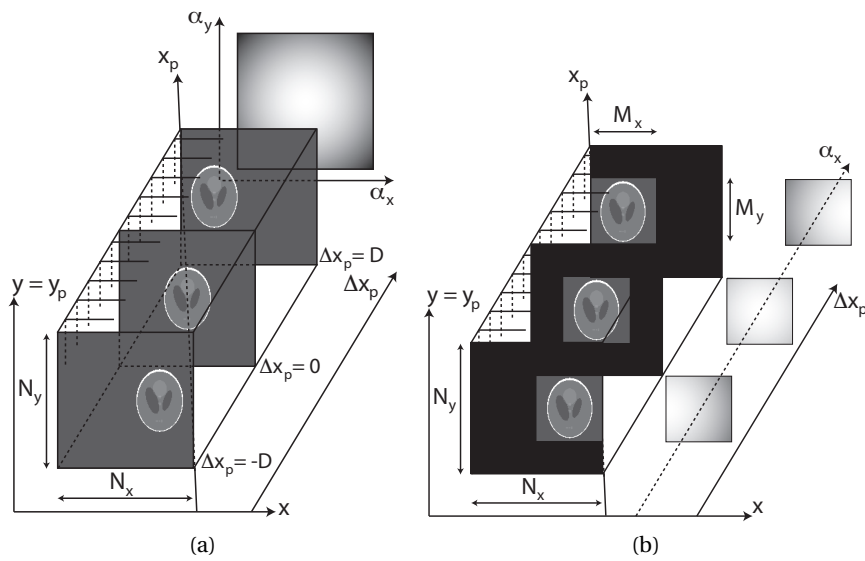 α_y
x_p
α_x
Δx_p = D
Δx_p
y = y_p
Δx_p = 0
N_y
Δx_p = -D
N_x
x
(a)
x_p
M_x
α_x
M_y
y = y_p
Δx_p
N_y
N_x
x
(b)